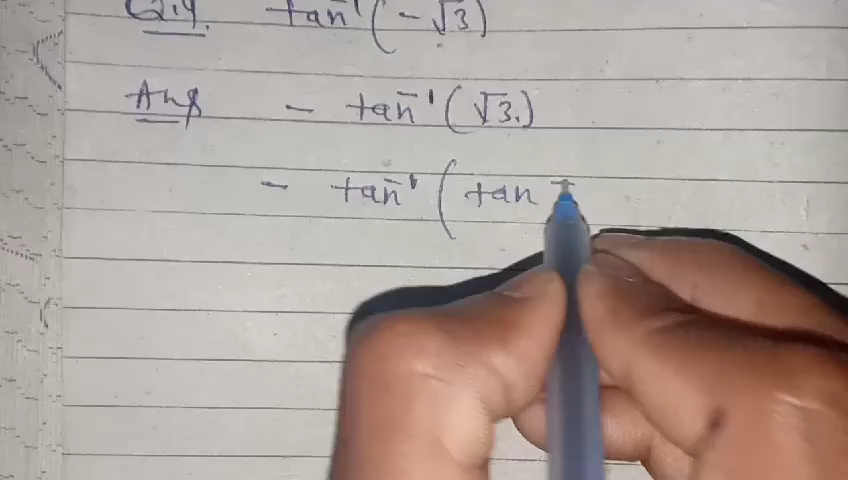 Q.4. tan⁻¹(-√3)
Ans - tan⁻¹(√3.)
- tan⁻¹(tan